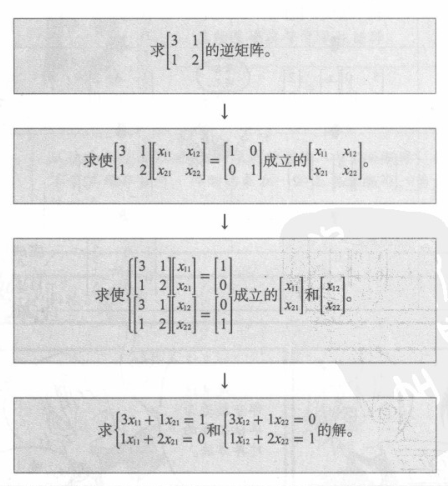 求[3 1 1 2]的逆矩阵。
↓
求使[3 1 1 2][x₁₁ x₁₂ x₂₁ x₂₂]=[1 0 0 1]成立的[x₁₁ x₁₂ x₂₁ x₂₂]。
↓
求使{[3 1 1 2][x₁₁ x₂₁]=[1 0] [3 1 1 2][x₁₂ x₂₂]=[0 1]成立的[x₁₁ x₂₁]和[x₁₂ x₂₂]。
↓
求{3x₁₁ + 1x₂₁ = 1 1x₁₁ + 2x₂₁ = 0和{3x₁₂ + 1x₂₂ = 0 1x₁₂ + 2x₂₂ = 1的解。